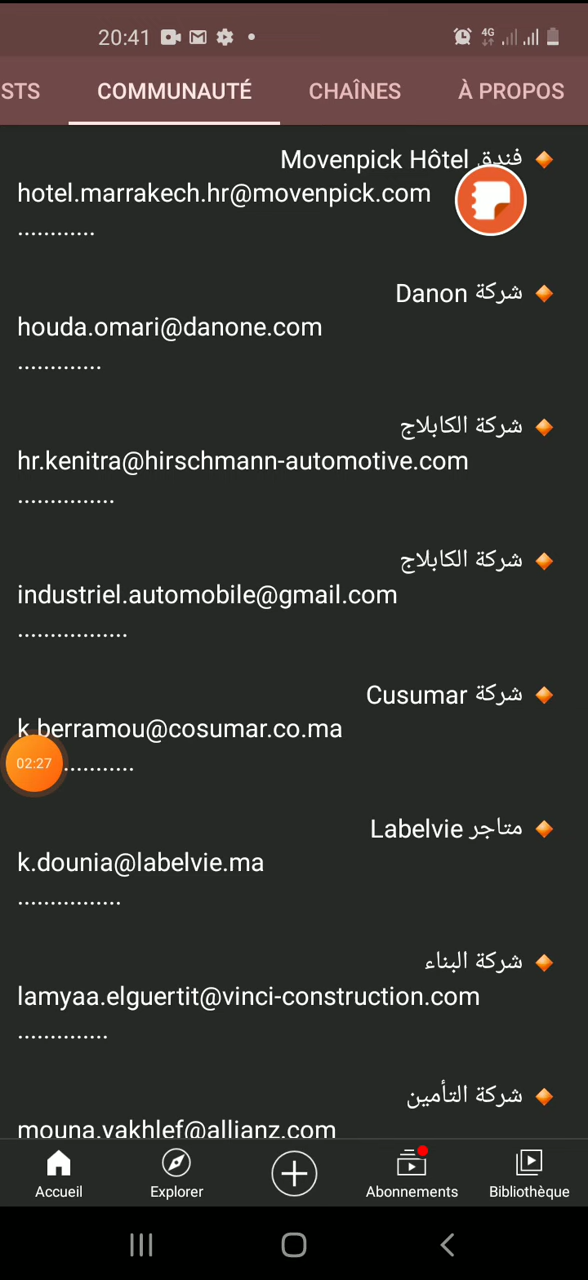 20:41
4G
STS COMMUNAUTÉ CHAÎNES À PROPOS
🔸 فندق Movenpick Hôtel
hotel.marrakech.hr@movenpick.com
............
🔸 شركة Danon
houda.omari@danone.com
.............
🔸 شركة الكابلاج
hr.kenitra@hirschmann-automotive.com
...............
🔸 شركة الكابلاج
industriel.automobile@gmail.com
.................
🔸 شركة Cusumar
k.berramou@cosumar.co.ma
02:27
...........
🔸 متاجر Labelvie
k.dounia@labelvie.ma
................
🔸 شركة البناء
lamyaa.elguertit@vinci-construction.com
..............
🔸 شركة التأمين
mouna.yakhlef@allianz.com
Accueil Explorer Abonnements Bibliothèque